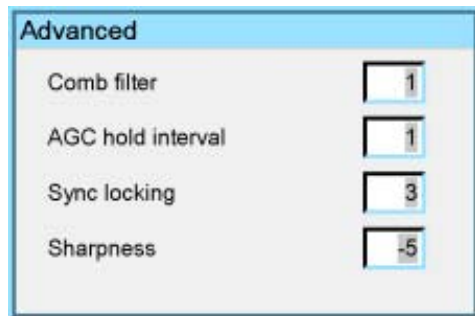 Advanced
Comb filter 1
AGC hold interval 1
Sync locking 3
Sharpness -5